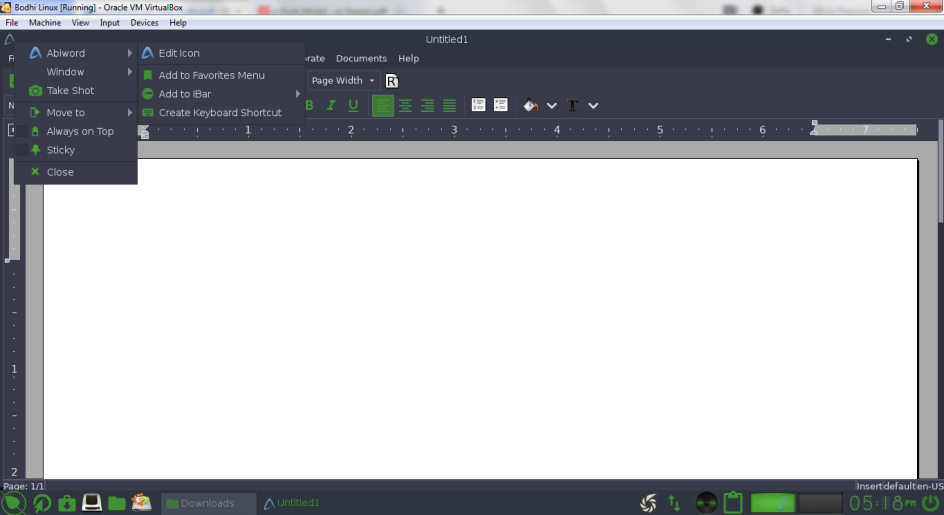 Bodhi Linux [Running] - Oracle VM VirtualBox
File Machine View Input Devices Help
Untitled1
Documents Help
Abiword
Window
Take Shot
Move to
Always on Top
Sticky
Close
Edit Icon
Add to Favorites Menu
Add to IBar
Create Keyboard Shortcut
Page Width
R
B I U
T
1 2 3 4 5 6 7
1
2
Page: 1/1
Insert default en-US
Downloads
Untitled1
05:18PM